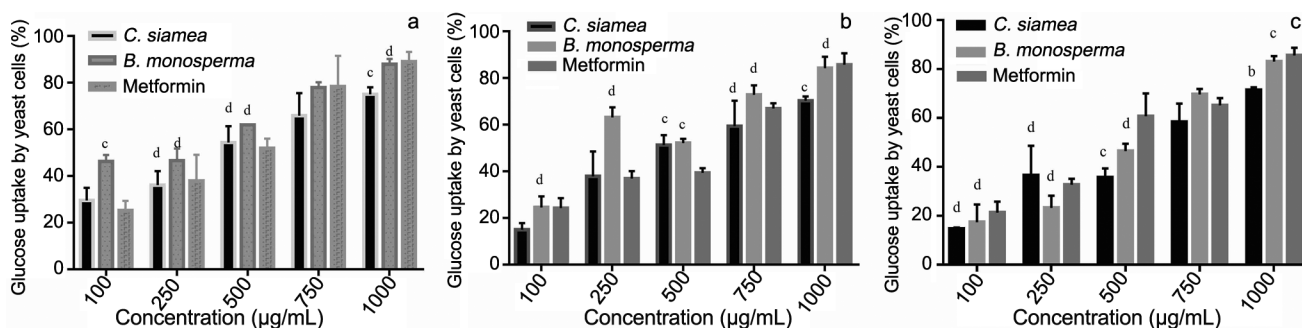 a
Glucose uptake by yeast cells (%)
100
80
60
40
20
0
C. siamea
B. monosperma
Metformin
c
d
d
d
d
c
d
100
250
500
750
1000
Concentration (µg/mL)
b
Glucose uptake by yeast cells (%)
100
80
60
40
20
0
C. siamea
B. monosperma
Metformin
d
d
c
c
d
d
c
d
100
250
500
750
1000
Concentration (µg/mL)
c
Glucose uptake by yeast cells (%)
100
80
60
40
20
0
C. siamea
B. monosperma
Metformin
d
d
d
d
c
d
b
c
100
250
500
750
1000
Concentration (µg/mL)